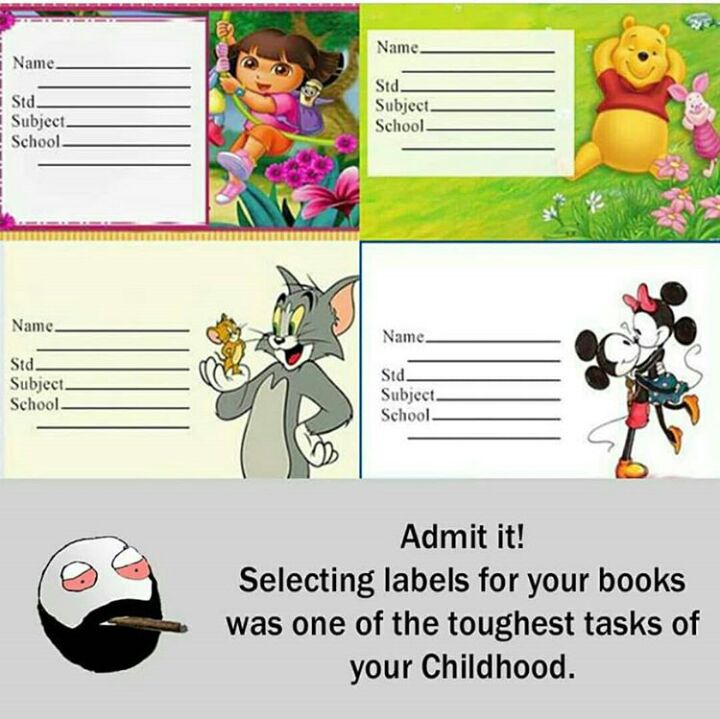 Name
Std
Subject
School
Name
Std
Subject
School
Name
Std
Subject
School
Name
Std
Subject
School
Admit it!
Selecting labels for your books
was one of the toughest tasks of
your Childhood.